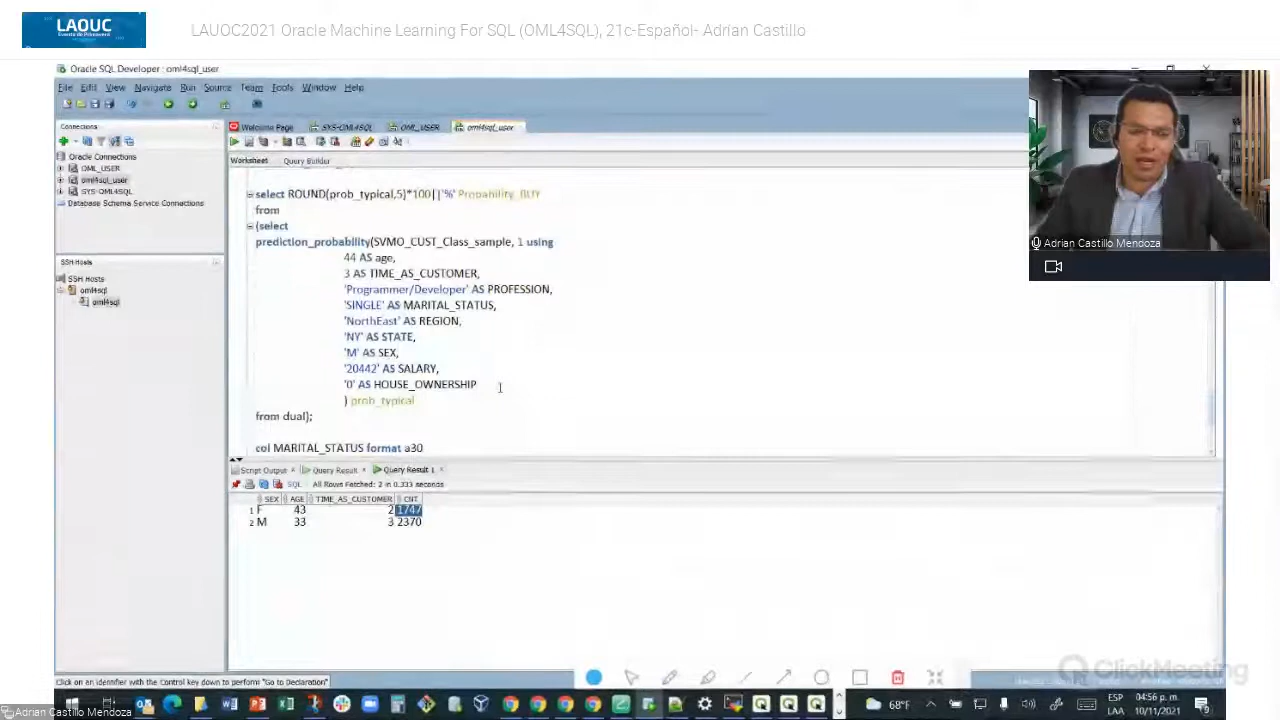 LAOUC
LAUOC2021 Oracle Machine Learning For SQL (OML4SQL), 21c-Español- Adrían Castillo
Oracle SQL Developer : oml4sql_user
File Edit View Navigate Run Source Team Tools Window Help
Connections
Welcome Page SYS-OML4SQL OML_USER oml4sql_user
Worksheet Query Builder
Oracle Connections
OML_USER
oml4sql_user
SYS-OML4SQL
Database Schema Service Connections
SSH Hosts
SSH Hosts
oml4sql
oml4sql
select ROUND(prob_typical,5)*100||'%' Propability_BUY
from
(select
prediction_probability(SVMO_CUST_Class_sample, 1 using
44 AS age,
3 AS TIME_AS_CUSTOMER,
'Programmer/Developer' AS PROFESSION,
'SINGLE' AS MARITAL_STATUS,
'NorthEast' AS REGION,
'NY' AS STATE,
'M' AS SEX,
'20442' AS SALARY,
'0' AS HOUSE_OWNERSHIP
) prob_typical
from dual);
col MARITAL_STATUS format a30
Script Output Query Result Query Result 1
SQL All Rows Fetched: 2 in 0.333 seconds
SEX AGE TIME_AS_CUSTOMER CNT
1 F 43 2 1747
2 M 33 3 2370
Adrian Castillo Mendoza
Click on an identifier with the Control key down to perform "Go to Declaration"
ClickMeeting
68°F
ESP
LAA
04:56 p. m.
10/11/2021
Adrian Castillo Mendoza